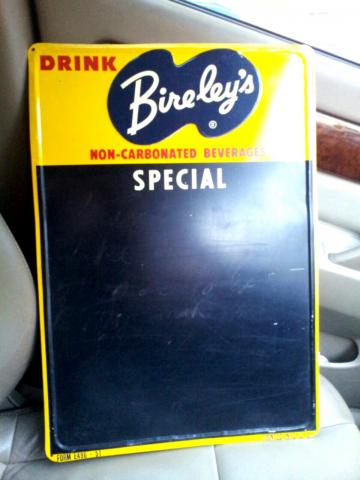 DRINK
Bireley's
®
NON-CARBONATED BEVERAGES
SPECIAL